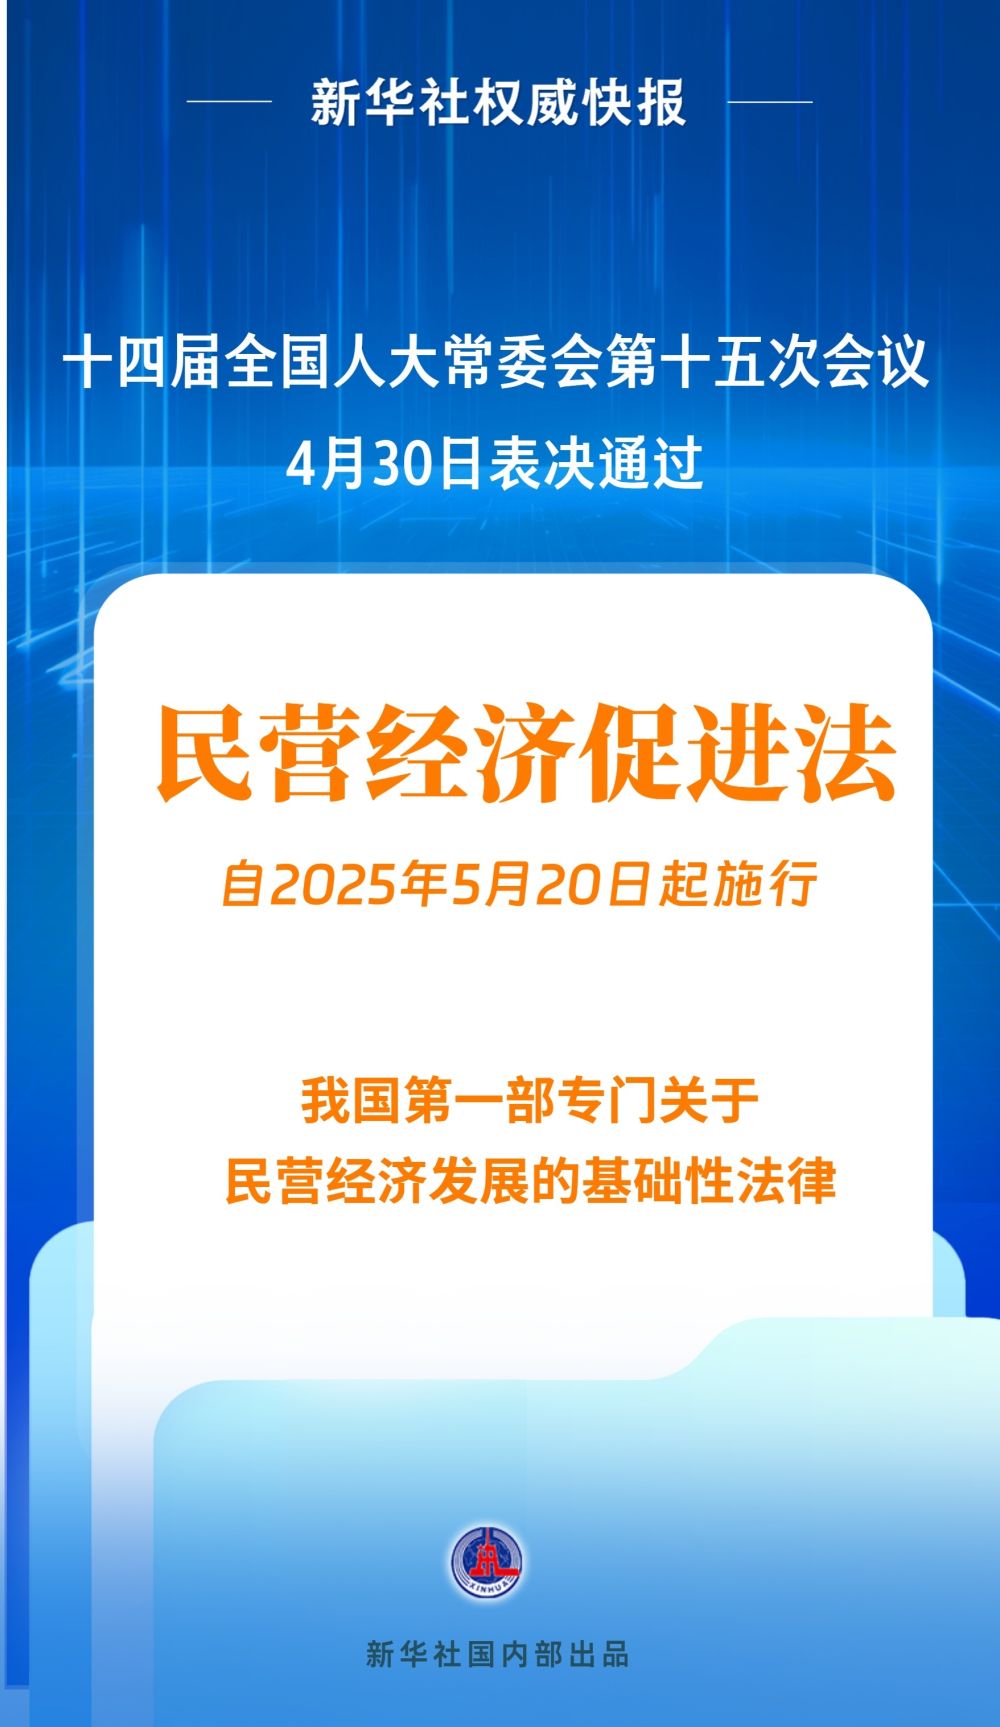 新华社权威快报
十四届全国人大常委会第十五次会议
4月30日表决通过
民营经济促进法
自2025年5月20日起施行
我国第一部专门关于
民营经济发展的基础性法律
XINHUA
新华社国内部出品